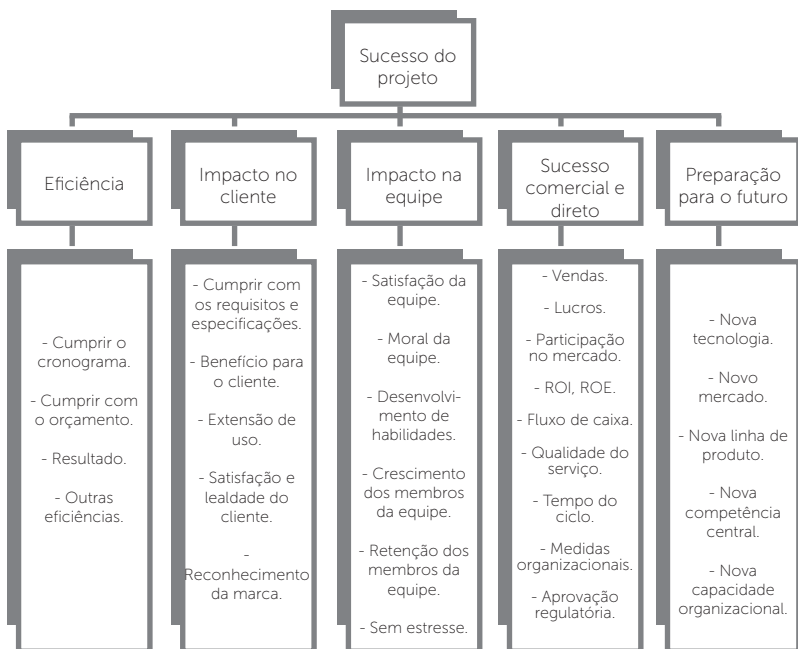 Sucesso do
projeto
Eficiência
Impacto no
cliente
Impacto na
equipe
Sucesso
comercial e
direto
Preparação
para o futuro
- Cumprir o
cronograma.
- Cumprir com
o orçamento.
- Resultado.
- Outras
eficiências.
- Cumprir com
os requisitos e
especificações.
- Benefício para
o cliente.
- Extensão de
uso.
- Satisfação e
lealdade do
cliente.
-
Reconhecimento
da marca.
- Satisfação da
equipe.
- Moral da
equipe.
- Desenvolvi-
mento de
habilidades.
- Crescimento
dos membros
da equipe.
- Retenção dos
membros da
equipe.
- Sem estresse.
- Vendas.
- Lucros.
- Participação
no mercado.
- ROI, ROE.
- Fluxo de caixa.
- Qualidade do
serviço.
- Tempo do
ciclo.
- Medidas
organizacionais.
- Aprovação
regulatória.
- Nova
tecnologia.
- Novo
mercado.
- Nova linha de
produto.
- Nova
competência
central.
- Nova
capacidade
organizacional.